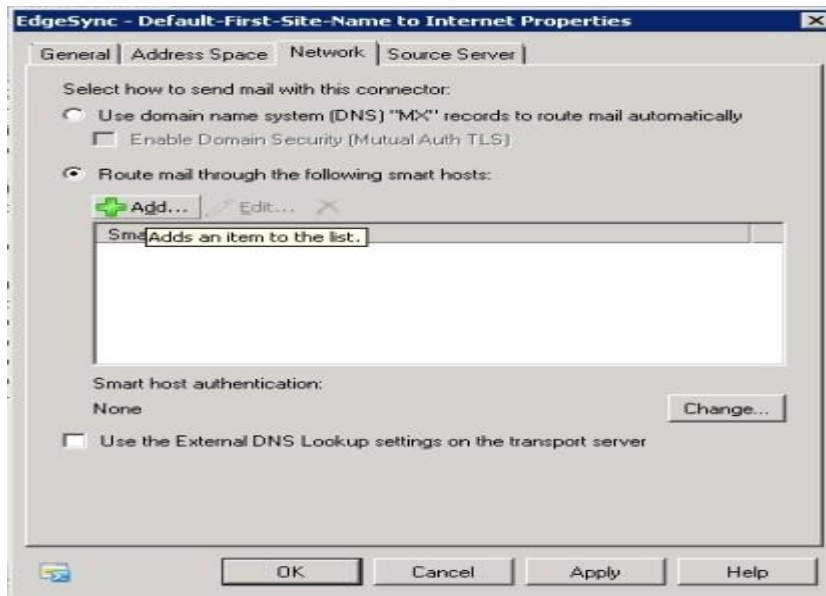 EdgeSync - Default-First-Site-Name to Internet Properties
General Address Space Network Source Server
Select how to send mail with this connector:
Use domain name system (DNS) "MX" records to route mail automatically
Enable Domain Security (Mutual Auth TLS)
Route mail through the following smart hosts:
Add... Edit...
Adds an item to the list.
Smart host authentication:
None Change...
Use the External DNS Lookup settings on the transport server
OK Cancel Apply Help